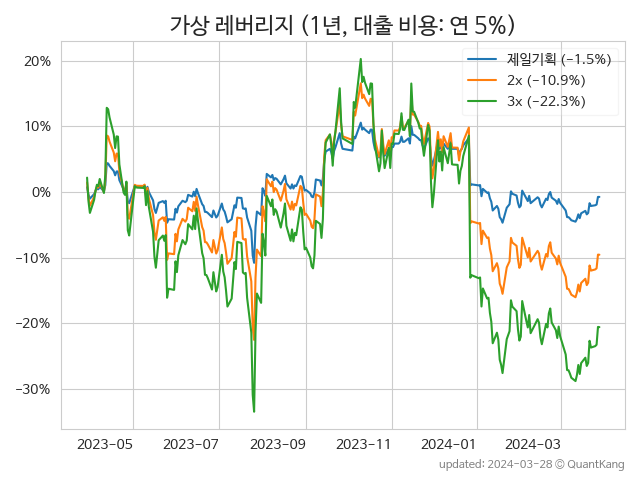 가상 레버리지 (1년, 대출 비용: 연 5%)
제일기획 (−1.5%)
2x (−10.9%)
3x (−22.3%)
20%
10%
0%
−10%
−20%
−30%
2023−05 2023−07 2023−09 2023−11 2024−01 2024−03
updated: 2024−03−28 © QuantKang